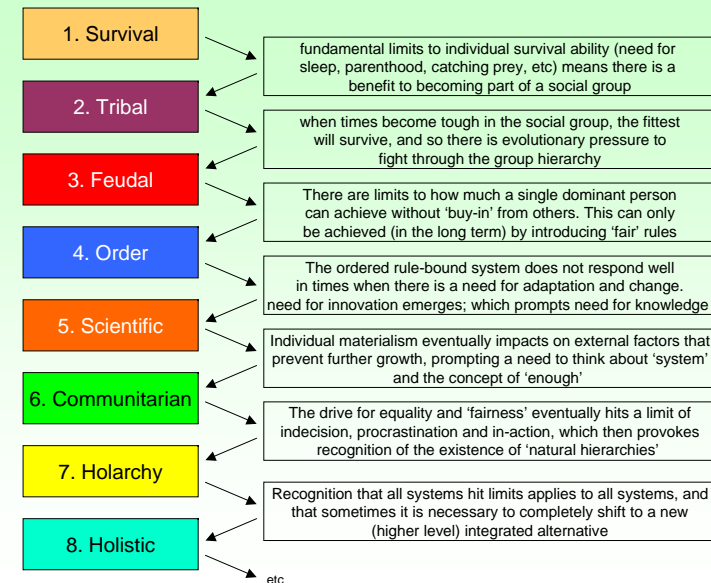 1. Survival
fundamental limits to individual survival ability (need for
sleep, parenthood, catching prey, etc) means there is a
benefit to becoming part of a social group
2. Tribal
when times become tough in the social group, the fittest
will survive, and so there is evolutionary pressure to
fight through the group hierarchy
3. Feudal
There are limits to how much a single dominant person
can achieve without ‘buy-in’ from others. This can only
be achieved (in the long term) by introducing ‘fair’ rules
4. Order
The ordered rule-bound system does not respond well
in times when there is a need for adaptation and change.
need for innovation emerges; which prompts need for knowledge
5. Scientific
Individual materialism eventually impacts on external factors that
prevent further growth, prompting a need to think about ‘system’
and the concept of ‘enough’
6. Communitarian
The drive for equality and ‘fairness’ eventually hits a limit of
indecision, procrastination and in-action, which then provokes
recognition of the existence of ‘natural hierarchies’
7. Holarchy
Recognition that all systems hit limits applies to all systems, and
that sometimes it is necessary to completely shift to a new
(higher level) integrated alternative
8. Holistic
etc